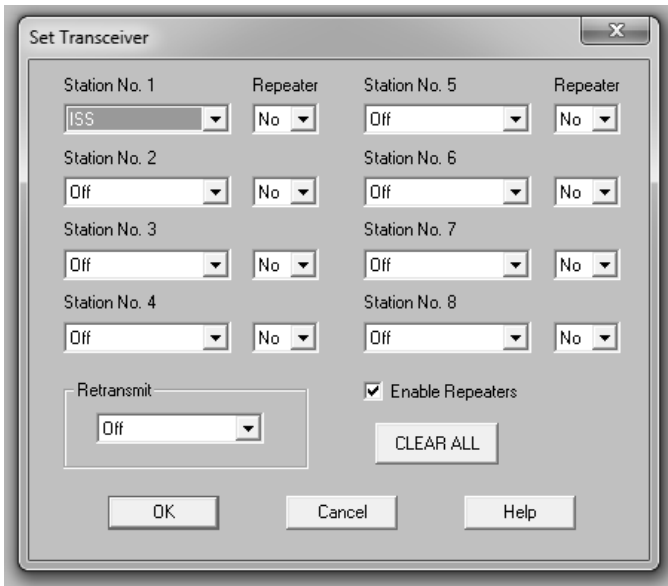 Set Transceiver
Station No. 1 Repeater Station No. 5 Repeater
ISS No Off No
Station No. 2 Station No. 6
Off No Off No
Station No. 3 Station No. 7
Off No Off No
Station No. 4 Station No. 8
Off No Off No
Retransmit Enable Repeaters
Off
CLEAR ALL
OK Cancel Help